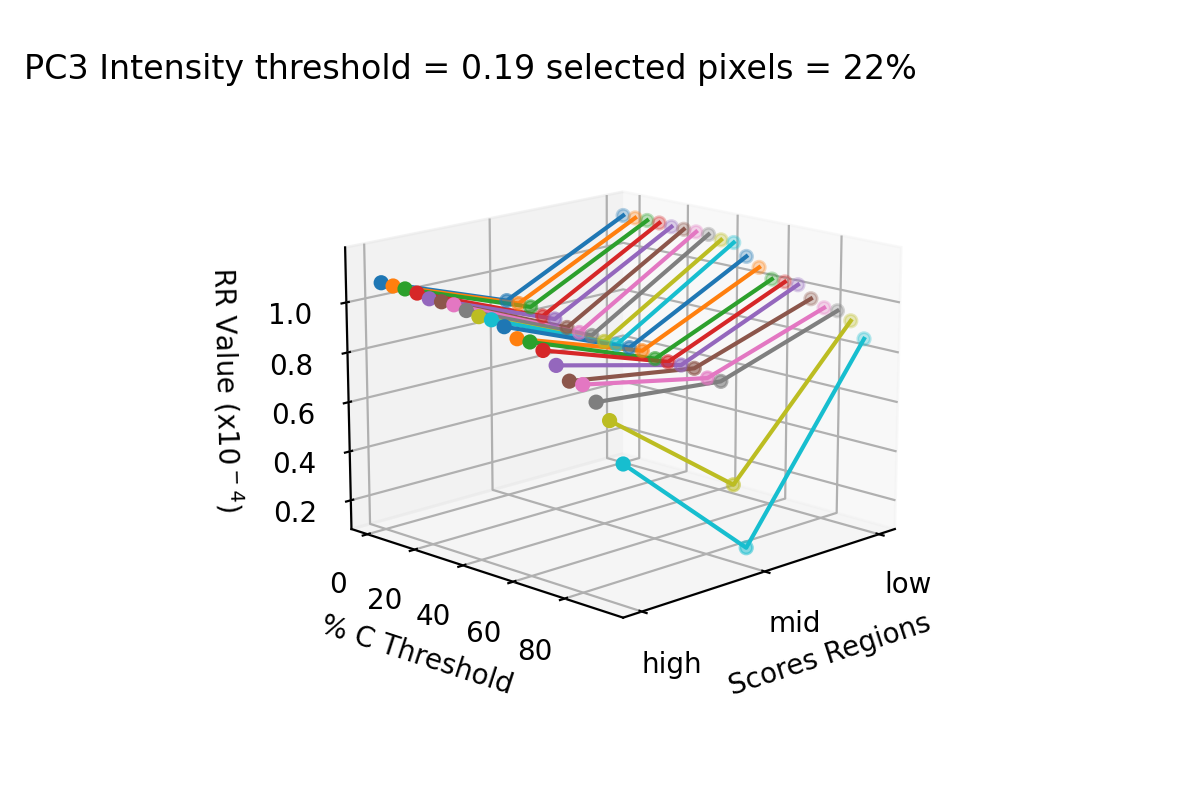 PC3 Intensity threshold = 0.19 selected pixels = 22%
RR Value (x10⁻⁴)
1.0
0.8
0.6
0.4
0.2
0
20
40
60
80
% C Threshold
high
mid
low
Scores Regions